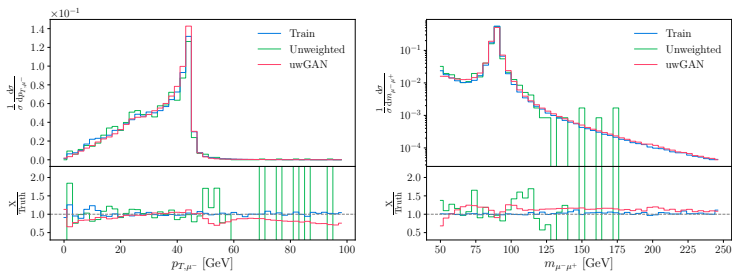 ×10⁻¹
1.4
1.2
1.0
0.8
0.6
0.4
0.2
0.0
1/σ dσ/dp_{T,μ⁻}
Train
Unweighted
uwGAN
2.0
1.5
1.0
0.5
X/Truth
0 20 40 60 80 100
p_{T,μ⁻} [GeV]
10⁻¹
10⁻²
10⁻³
10⁻⁴
1/σ dσ/dm_{μ⁻μ⁺}
Train
Unweighted
uwGAN
2.0
1.5
1.0
0.5
X/Truth
50 75 100 125 150 175 200 225 250
m_{μ⁻μ⁺} [GeV]